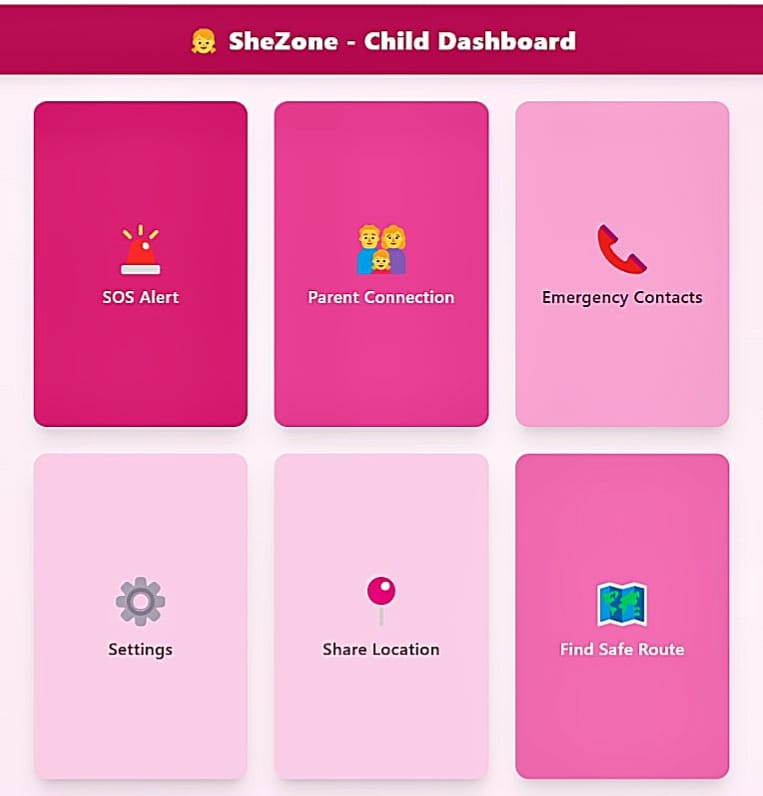 👧 SheZone - Child Dashboard
SOS Alert
Parent Connection
Emergency Contacts
Settings
Share Location
Find Safe Route